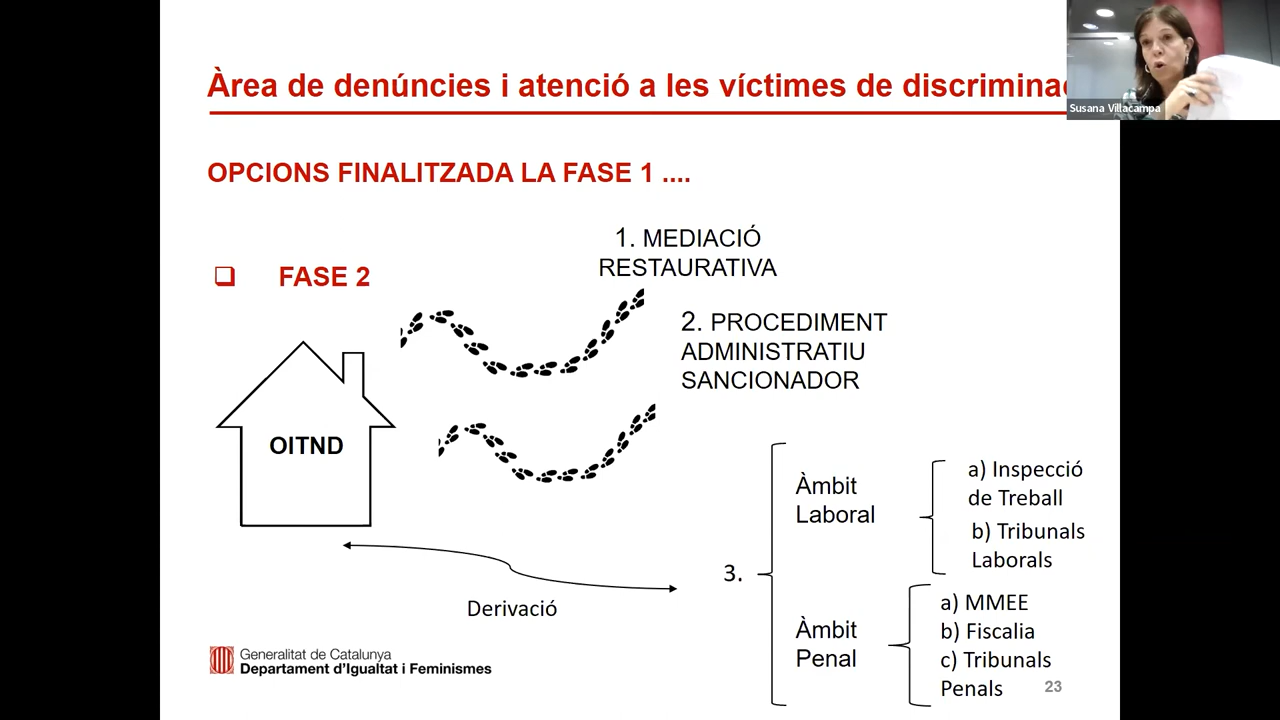 Àrea de denúncies i atenció a les víctimes de discrimina
Susana Villacampa
OPCIONS FINALITZADA LA FASE 1 ....
1. MEDIACIÓ
RESTAURATIVA
❑ FASE 2
2. PROCEDIMENT
ADMINISTRATIU
SANCIONADOR
OITND
3.
Àmbit
Laboral
a) Inspecció
de Treball
b) Tribunals
Laborals
Àmbit
Penal
a) MMEE
b) Fiscalia
c) Tribunals
Penals
Derivació
Generalitat de Catalunya
Departament d'Igualtat i Feminismes
23